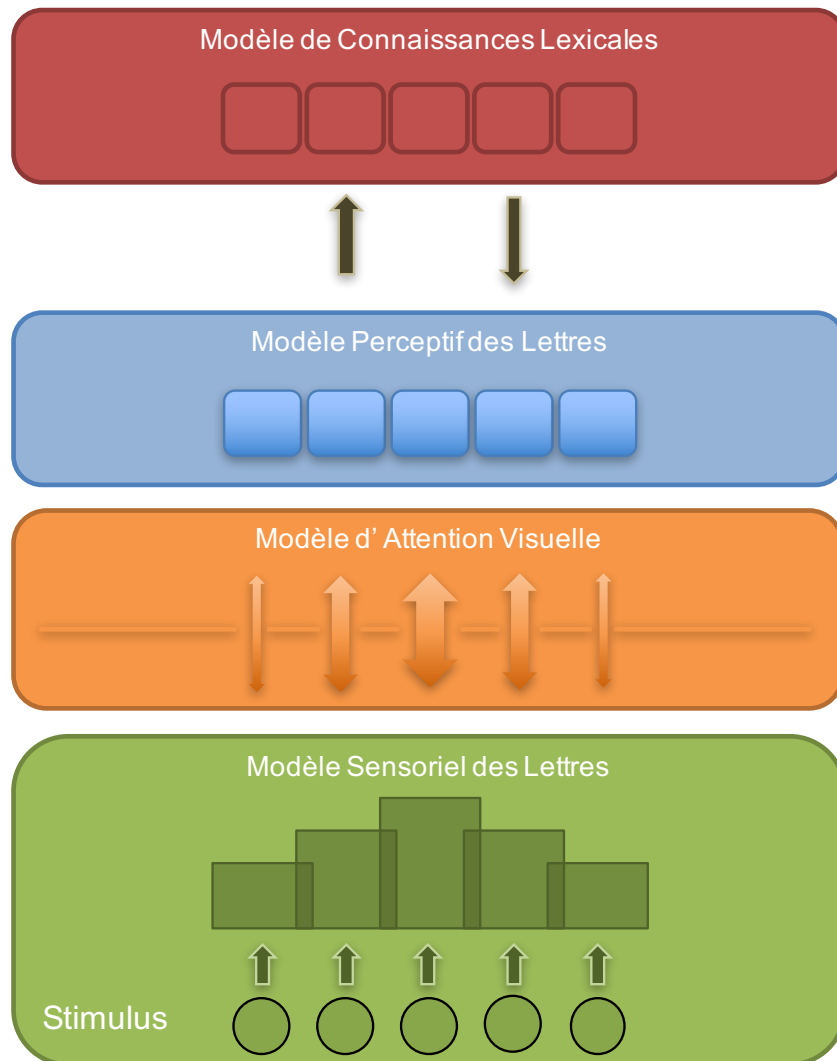 Modèle de Connaissances Lexicales
Modèle Perceptif des Lettres
Modèle d' Attention Visuelle
Modèle Sensoriel des Lettres
Stimulus